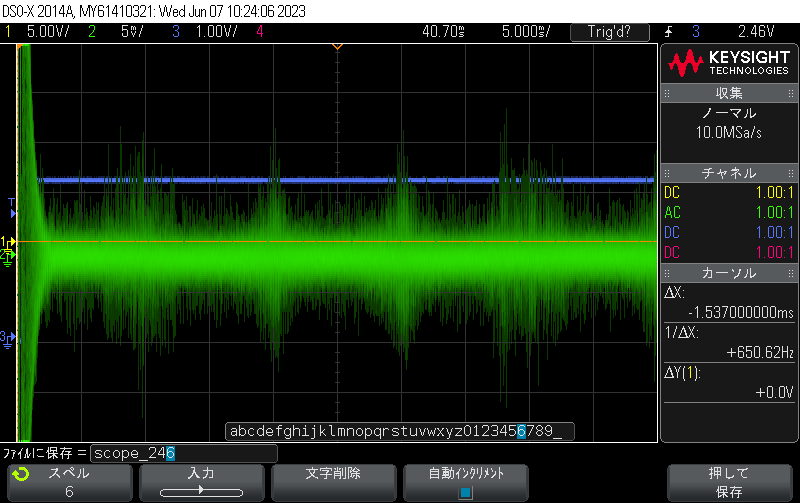 DSO-X 2014A, MY61410321: Wed Jun 07 10:24:06 2023
1 5.00V/ 2 5mV/ 3 1.00V/ 4 40.70ms 5.000ms/ Trig'd? 3 2.46V
KEYSIGHT
TECHNOLOGIES
収集
ノーマル
10.0MSa/s
チャネル
DC 1.00:1
AC 1.00:1
DC 1.00:1
DC 1.00:1
カーソル
ΔX:
-1.537000000ms
1/ΔX:
+650.62Hz
ΔY(1):
+0.0V
T
1
2
3
abcdefghijklmnopqrstuvwxyz0123456789_
ファイルに保存 = scope_246
スペル
6
入力
文字削除
自動インクリメント
押して
保存